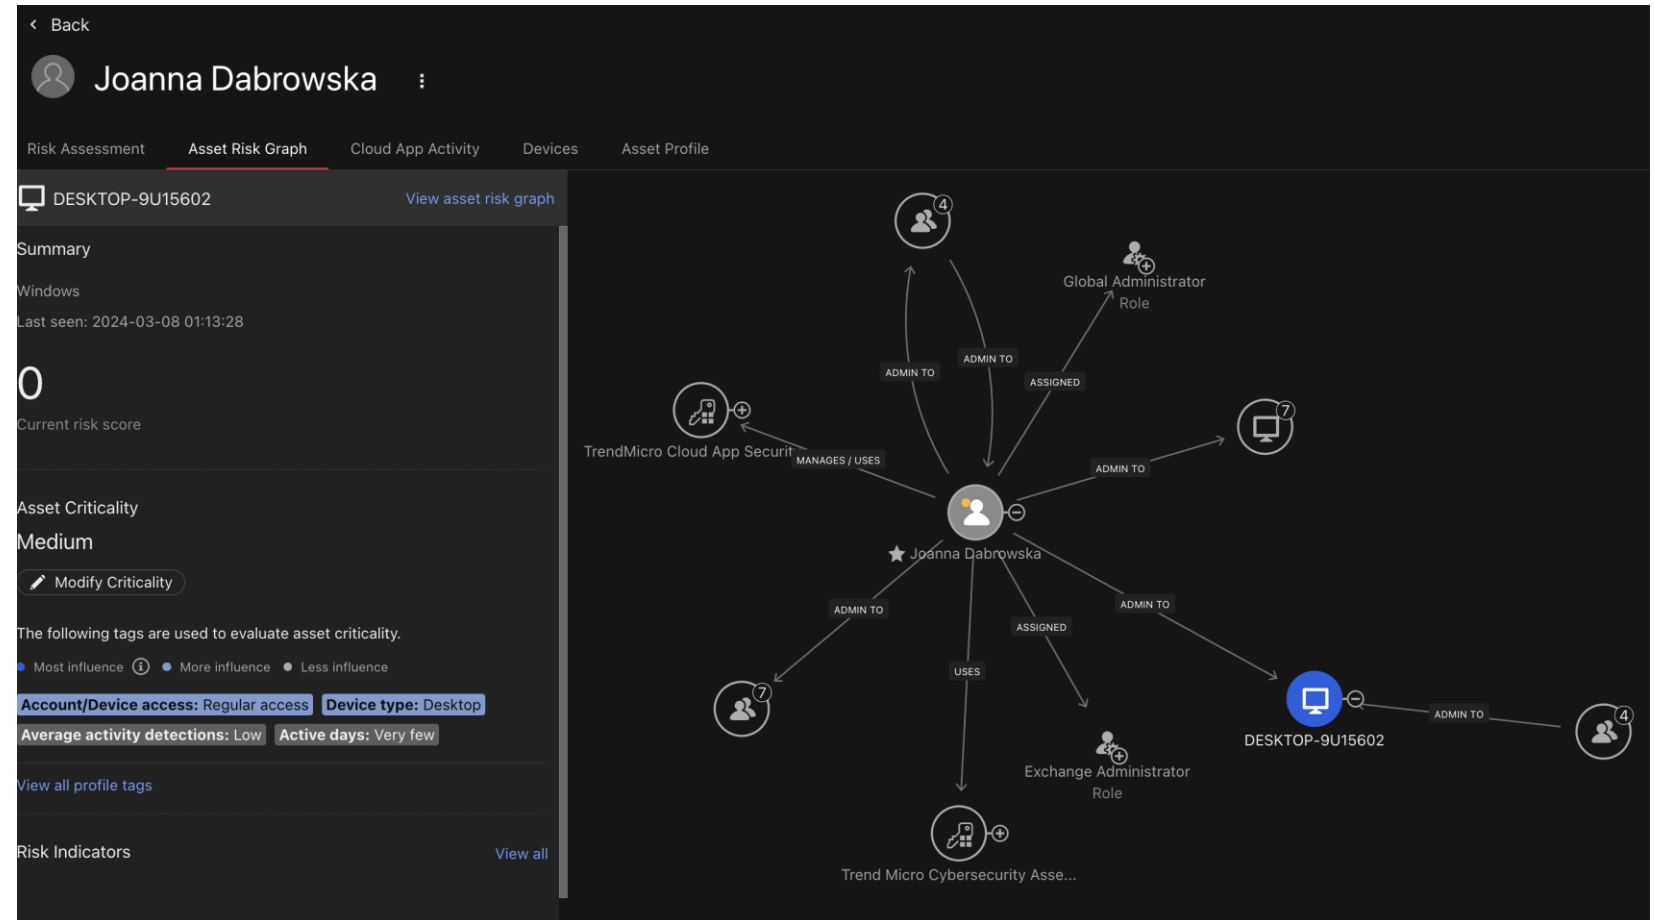 Back
Joanna Dabrowska
Risk Assessment Asset Risk Graph Cloud App Activity Devices Asset Profile
DESKTOP-9U15602 View asset risk graph
Summary
Windows
Last seen: 2024-03-08 01:13:28
0
Current risk score
Asset Criticality
Medium
Modify Criticality
The following tags are used to evaluate asset criticality.
Most influence More influence Less influence
Account/Device access: Regular access Device type: Desktop
Average activity detections: Low Active days: Very few
View all profile tags
Risk Indicators View all
4
Global Administrator
Role
ADMIN TO
ADMIN TO
ASSIGNED
7
TrendMicro Cloud App Securit
MANAGES / USES
ADMIN TO
Joanna Dabrowska
ADMIN TO
ADMIN TO
ASSIGNED
USES
7
DESKTOP-9U15602
ADMIN TO
4
Exchange Administrator
Role
Trend Micro Cybersecurity Asse...